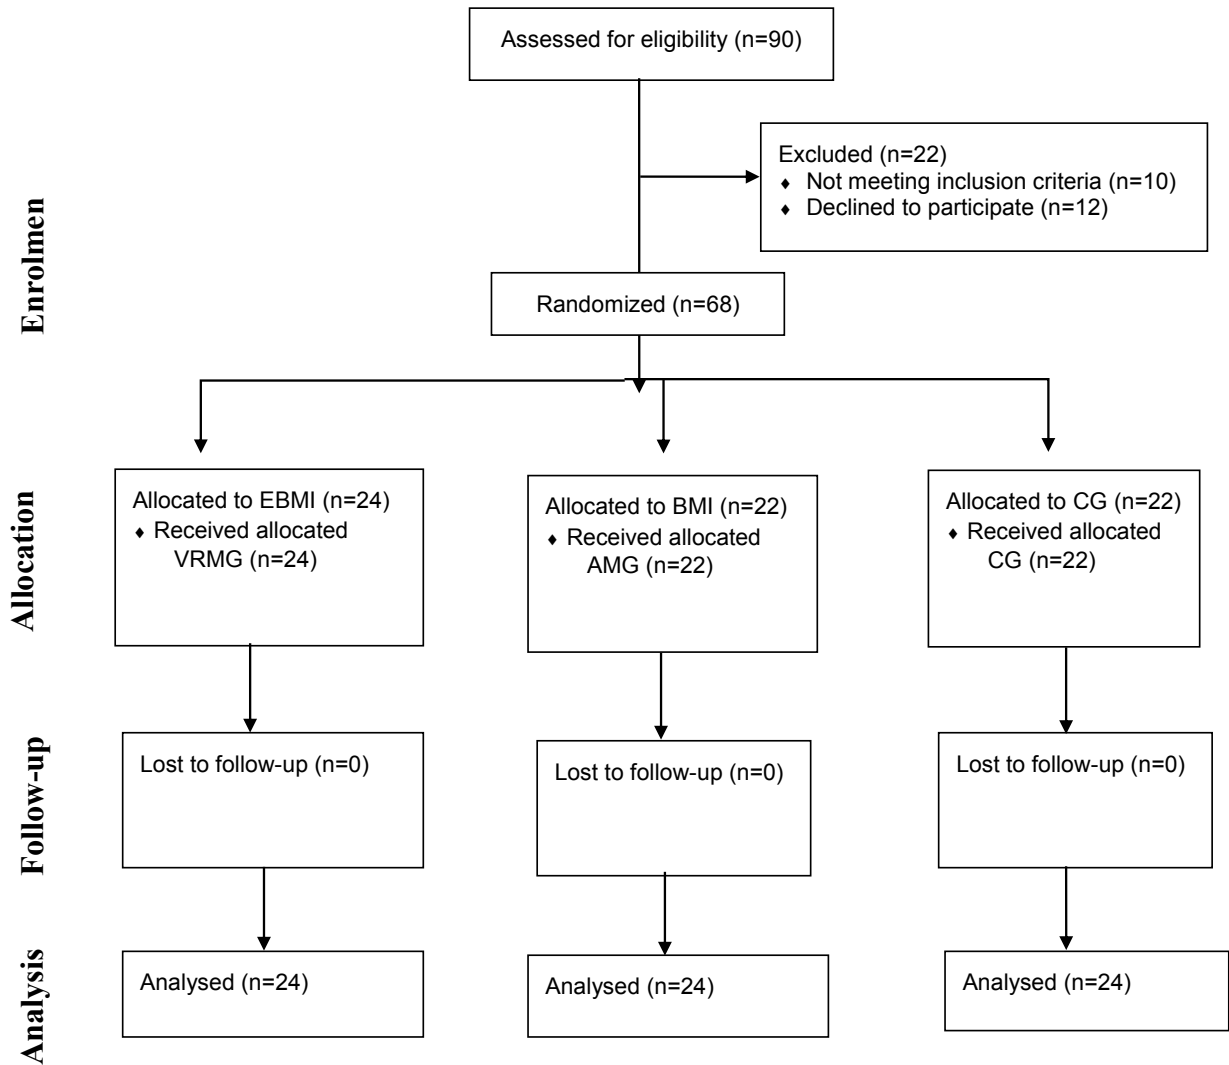 Assessed for eligibility (n=90)
Excluded (n=22)
♦ Not meeting inclusion criteria (n=10)
♦ Declined to participate (n=12)
Enrolmen
Randomized (n=68)
Allocation
Allocated to EBMI (n=24)
♦ Received allocated
VRMG (n=24)
Allocated to BMI (n=22)
♦ Received allocated
AMG (n=22)
Allocated to CG (n=22)
♦ Received allocated
CG (n=22)
Follow-up
Lost to follow-up (n=0)
Lost to follow-up (n=0)
Lost to follow-up (n=0)
Analysis
Analysed (n=24)
Analysed (n=24)
Analysed (n=24)